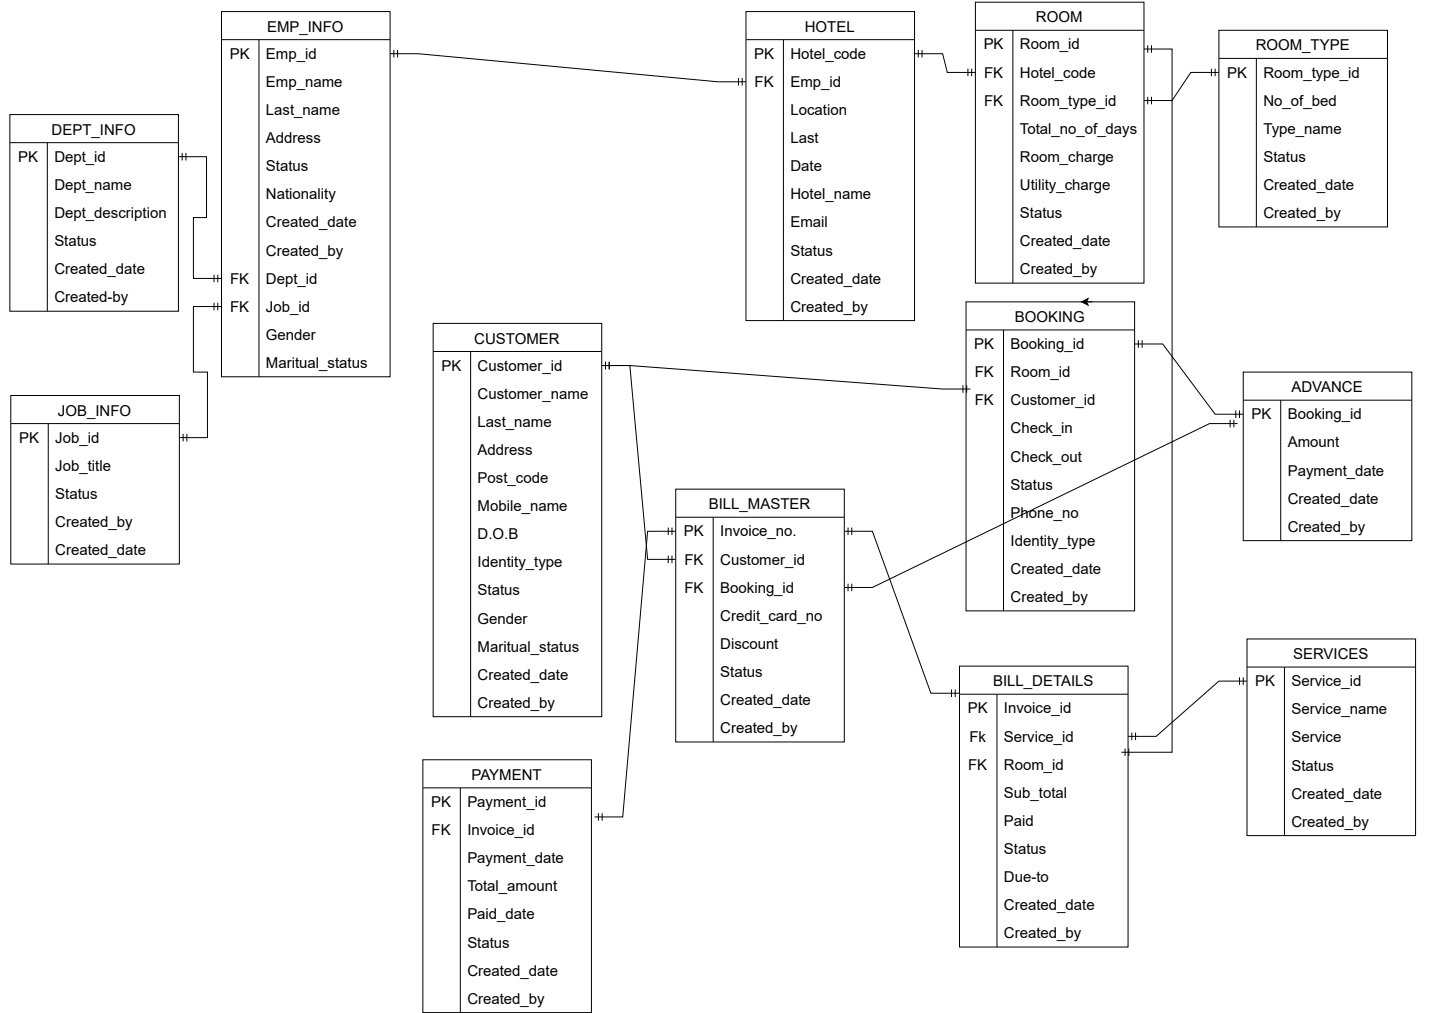 EMP_INFO
PK Emp_id
Emp_name
Last_name
Address
Status
Nationality
Created_date
Created_by
FK Dept_id
FK Job_id
Gender
Maritual_status
HOTEL
PK Hotel_code
FK Emp_id
Location
Last
Date
Hotel_name
Email
Status
Created_date
Created_by
ROOM
PK Room_id
FK Hotel_code
FK Room_type_id
Total_no_of_days
Room_charge
Utility_charge
Status
Created_date
Created_by
ROOM_TYPE
PK Room_type_id
No_of_bed
Type_name
Status
Created_date
Created_by
DEPT_INFO
PK Dept_id
Dept_name
Dept_description
Status
Created_date
Created-by
JOB_INFO
PK Job_id
Job_title
Status
Created_by
Created_date
CUSTOMER
PK Customer_id
Customer_name
Last_name
Address
Post_code
Mobile_name
D.O.B
Identity_type
Status
Gender
Maritual_status
Created_date
Created_by
BOOKING
PK Booking_id
FK Room_id
FK Customer_id
Check_in
Check_out
Status
Phone_no
Identity_type
Created_date
Created_by
ADVANCE
PK Booking_id
Amount
Payment_date
Created_date
Created_by
BILL_MASTER
PK Invoice_no.
FK Customer_id
FK Booking_id
Credit_card_no
Discount
Status
Created_date
Created_by
BILL_DETAILS
PK Invoice_id
Fk Service_id
FK Room_id
Sub_total
Paid
Status
Due-to
Created_date
Created_by
SERVICES
PK Service_id
Service_name
Service
Status
Created_date
Created_by
PAYMENT
PK Payment_id
FK Invoice_id
Payment_date
Total_amount
Paid_date
Status
Created_date
Created_by